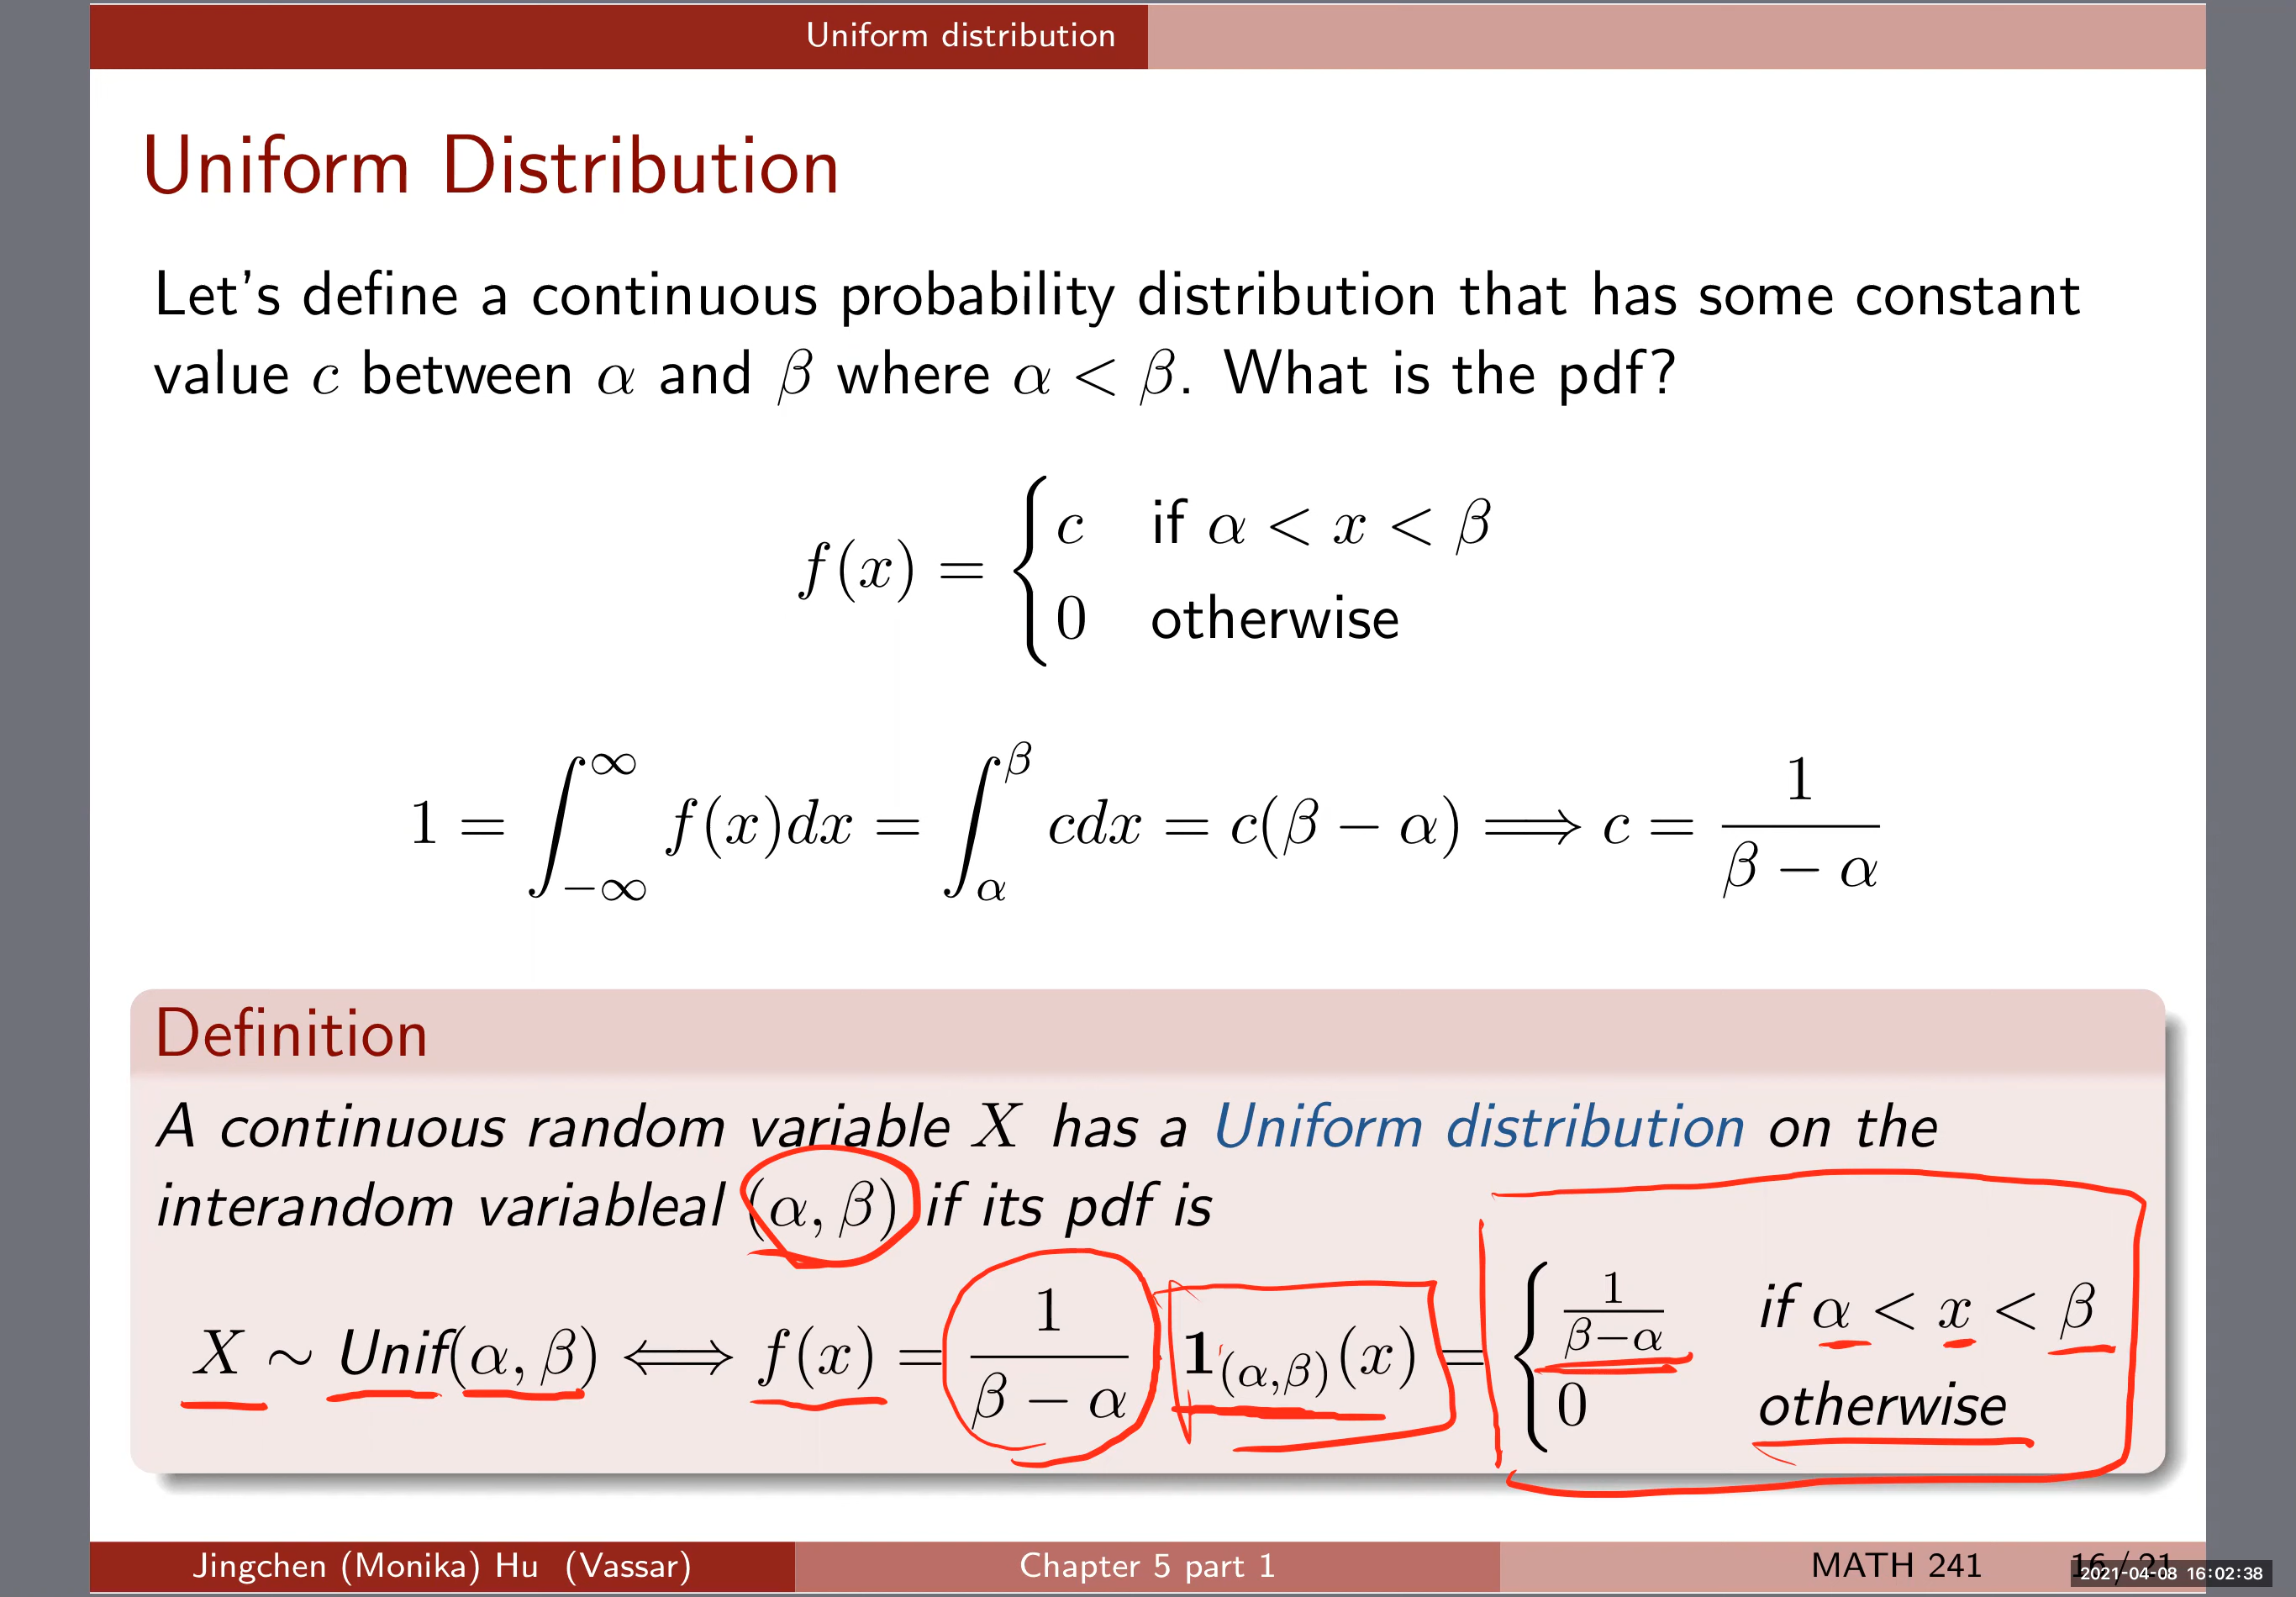 Uniform distribution
Uniform Distribution
Let's define a continuous probability distribution that has some constant
value c between α and β where α < β. What is the pdf?
f(x) = { c if α < x < β
0 otherwise
1 = ∫_{-∞}^{∞} f(x)dx = ∫_{α}^{β} cdx = c(β − α) ⟹ c = 1/(β − α)
Definition
A continuous random variable X has a Uniform distribution on the
interandom variableal (α, β) if its pdf is
X ∼ Unif(α, β) ⟺ f(x) = 1/(β − α) 𝟏_{(α,β)}(x) = { 1/(β−α) if α < x < β
0 otherwise
Jingchen (Monika) Hu (Vassar) Chapter 5 part 1 MATH 241 16 / 21
2021-04-08 16:02:38